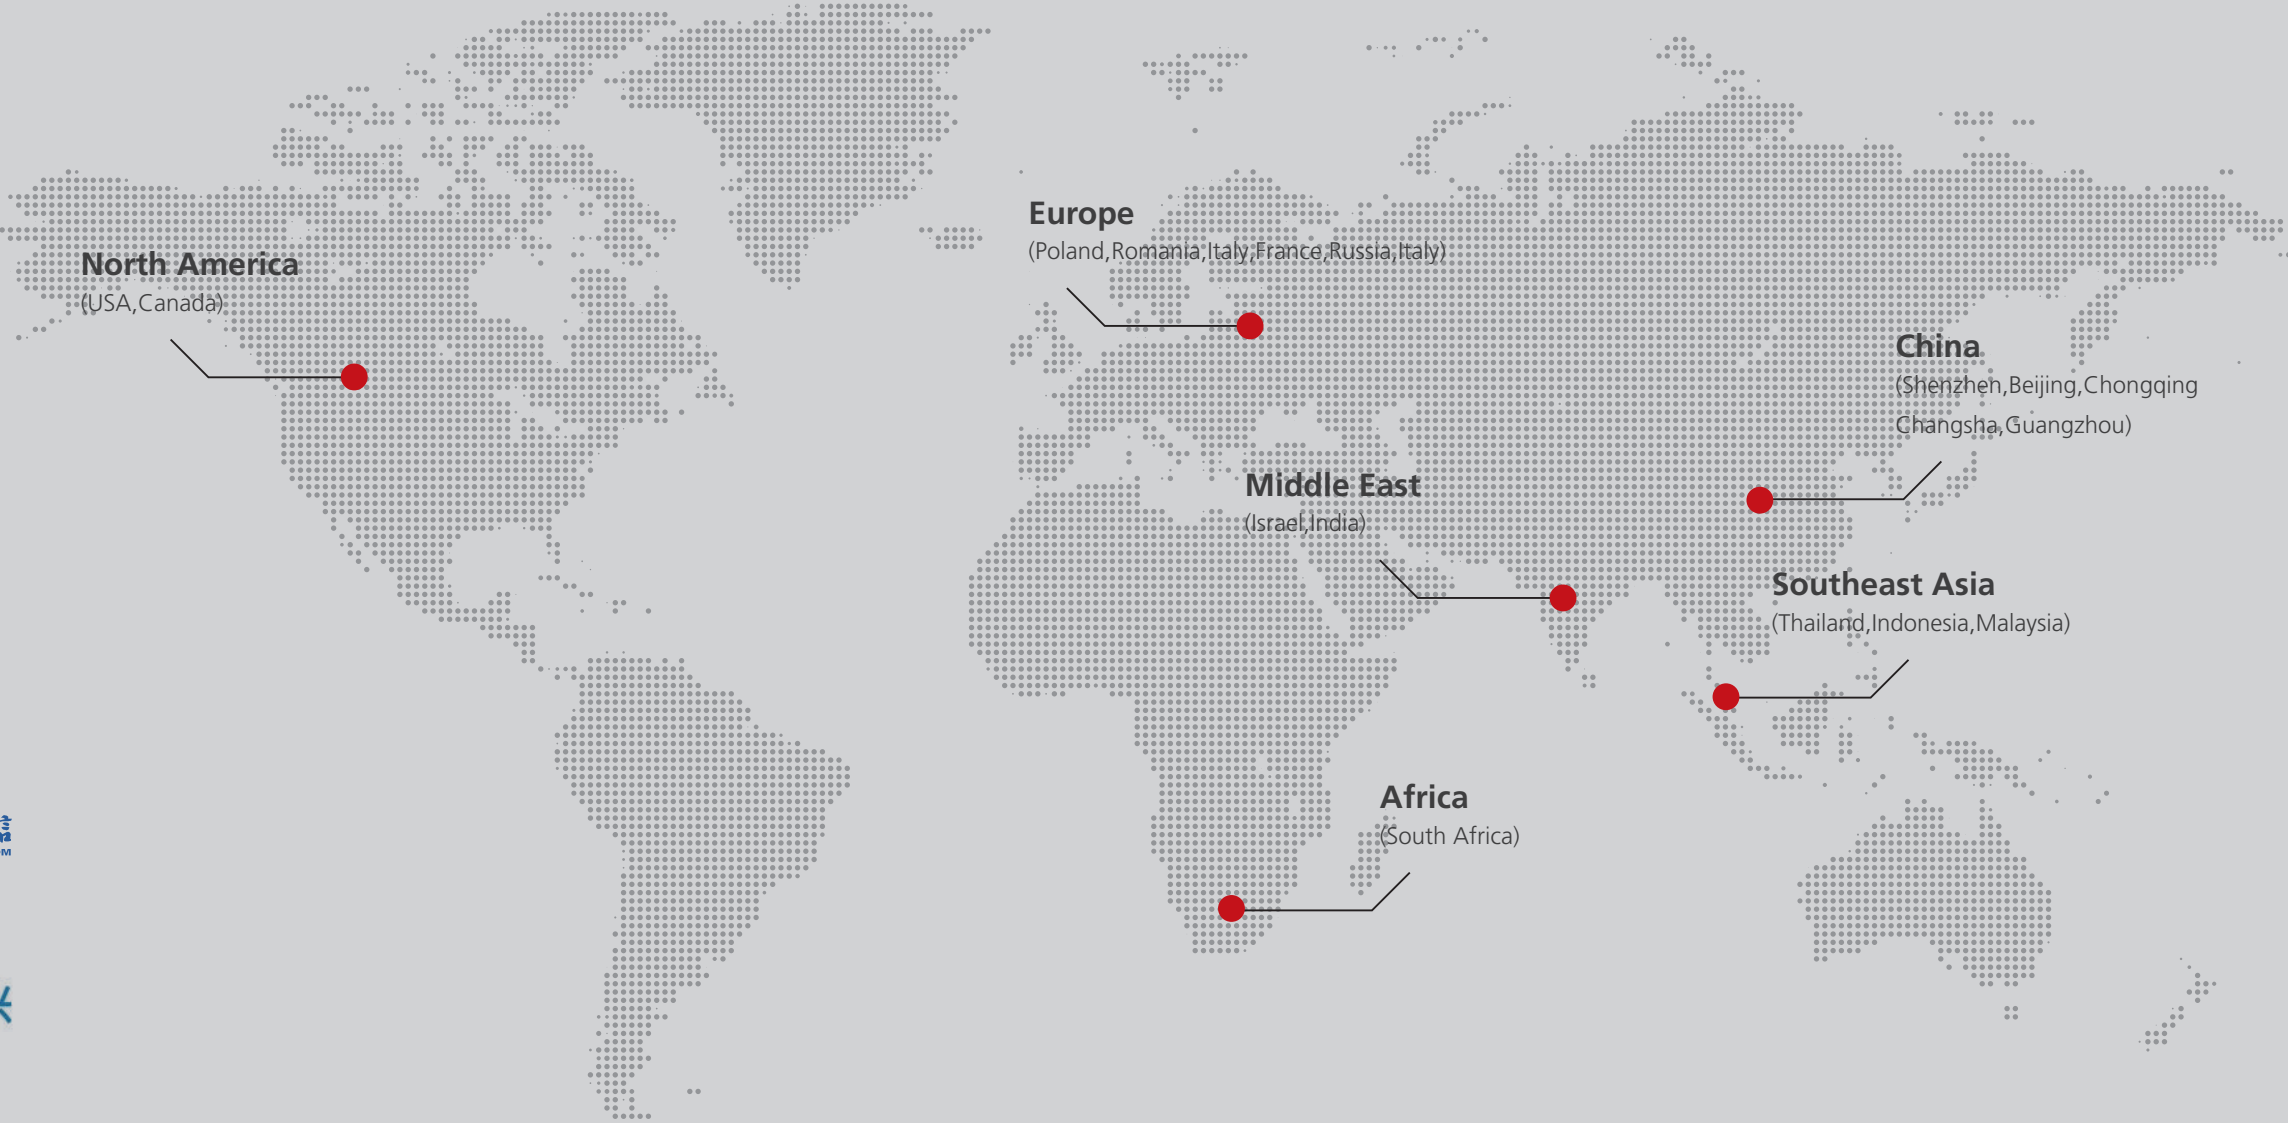 Europe
(Poland,Romania,Italy,France,Russia,Italy)
North America
(USA,Canada)
China
(Shenzhen,Beijing,Chongqing
Changsha,Guangzhou)
Middle East
(Israel,India)
Southeast Asia
(Thailand,Indonesia,Malaysia)
Africa
(South Africa)